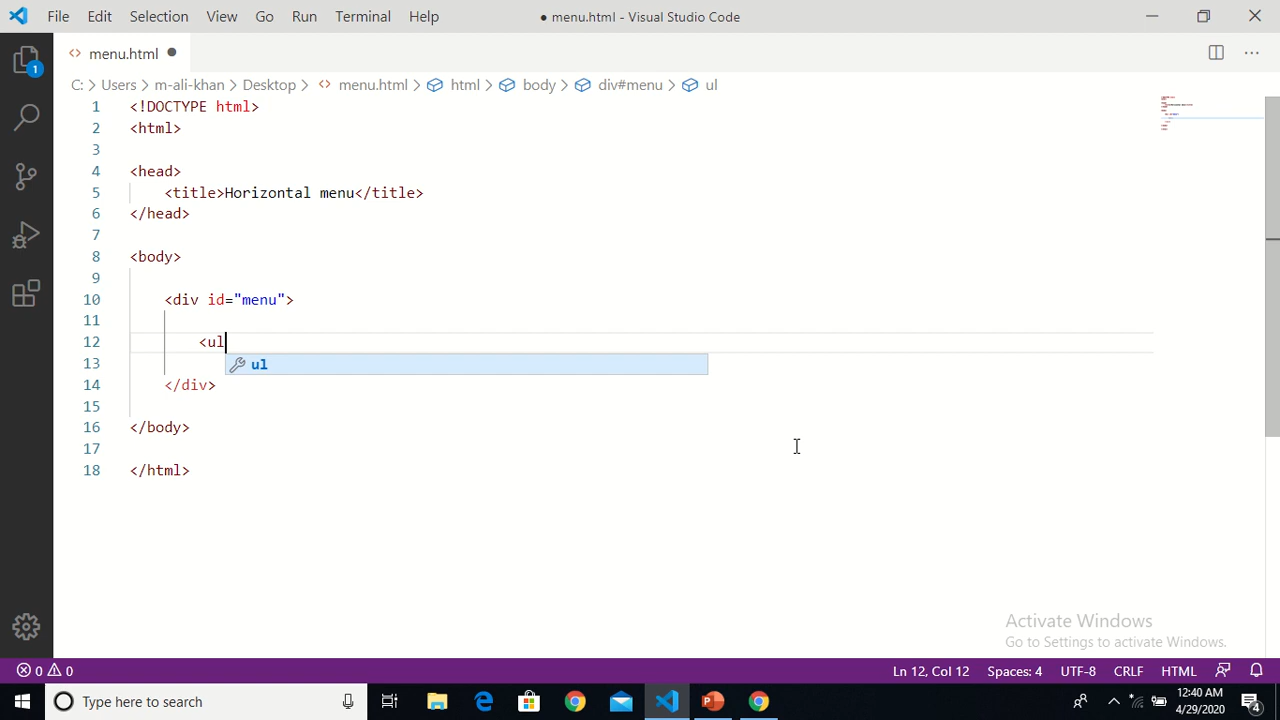 File Edit Selection View Go Run Terminal Help ● menu.html - Visual Studio Code
<> menu.html ●
C: > Users > m-ali-khan > Desktop > <> menu.html > html > body > div#menu > ul
1 <!DOCTYPE html>
2 <html>
3
4 <head>
5 <title>Horizontal menu</title>
6 </head>
7
8 <body>
9
10 <div id="menu">
11
12 <ul
ul
13
14 </div>
15
16 </body>
17
18 </html>
1
Activate Windows
Go to Settings to activate Windows.
0 0 Ln 12, Col 12 Spaces: 4 UTF-8 CRLF HTML
Type here to search
12:40 AM
4/29/2020
4